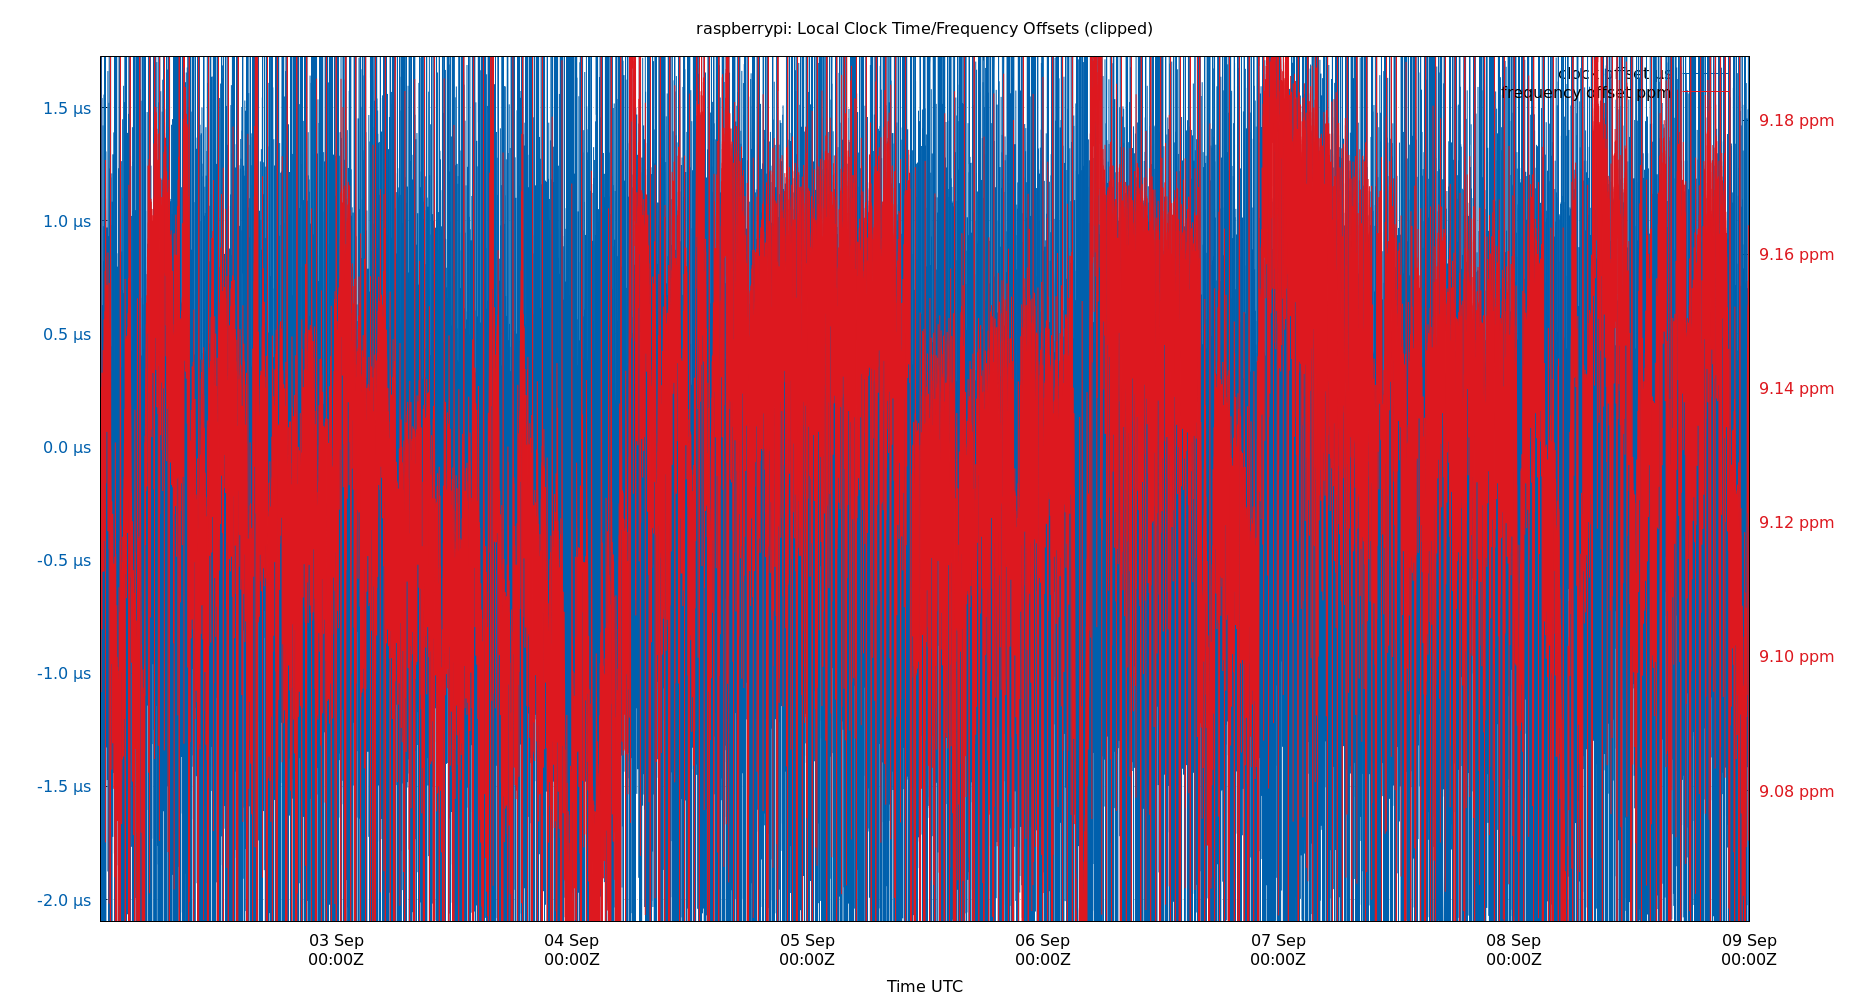 raspberrypi: Local Clock Time/Frequency Offsets (clipped)
clock offset μs
frequency offset ppm
1.5 μs
1.0 μs
0.5 μs
0.0 μs
-0.5 μs
-1.0 μs
-1.5 μs
-2.0 μs
9.18 ppm
9.16 ppm
9.14 ppm
9.12 ppm
9.10 ppm
9.08 ppm
03 Sep 04 Sep 05 Sep 06 Sep 07 Sep 08 Sep 09 Sep
00:00Z 00:00Z 00:00Z 00:00Z 00:00Z 00:00Z 00:00Z
Time UTC